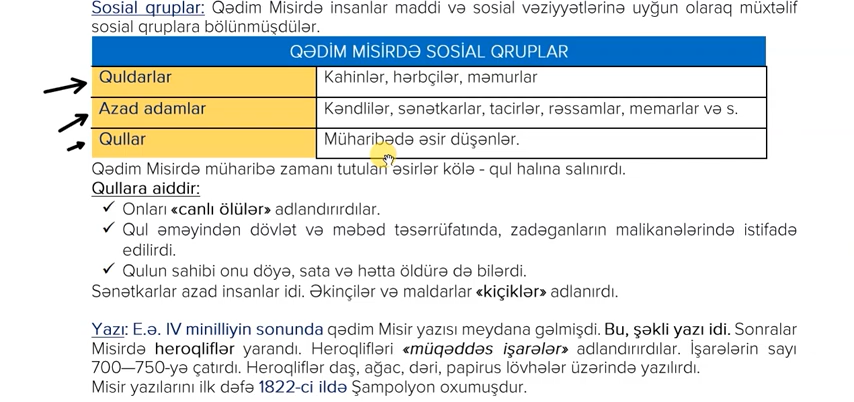 Sosial qruplar: Qədim Misirdə insanlar maddi və sosial vəziyyətlərinə uyğun olaraq müxtəlif
sosial qruplara bölünmüşdülər.
QƏDİM MİSİRDƏ SOSİAL QRUPLAR
Quldarlar Kahinlər, hərbçilər, məmurlar
Azad adamlar Kəndlilər, sənətkarlar, tacirlər, rəssamlar, memarlar və s.
Qullar Müharibədə əsir düşənlər.
Qədim Misirdə müharibə zamanı tutulan əsirlər kölə - qul halına salınırdı.
Qullara aiddir:
✓ Onları «canlı ölülər» adlandırırdılar.
✓ Qul əməyindən dövlət və məbəd təsərrüfatında, zadəganların malikanələrində istifadə
edilirdi.
✓ Qulun sahibi onu döyə, sata və hətta öldürə də bilərdi.
Sənətkarlar azad insanlar idi. Əkinçilər və maldarlar «kiçiklər» adlanırdı.
Yazı: E.ə. IV minilliyin sonunda qədim Misir yazısı meydana gəlmişdi. Bu, şəkli yazı idi. Sonralar
Misirdə heroqliflər yarandı. Heroqlifləri «müqəddəs işarələr» adlandırırdılar. İşarələrin sayı
700—750-yə çatırdı. Heroqliflər daş, ağac, dəri, papirus lövhələr üzərində yazılırdı.
Misir yazılarını ilk dəfə 1822-ci ildə Şampolyon oxumuşdur.